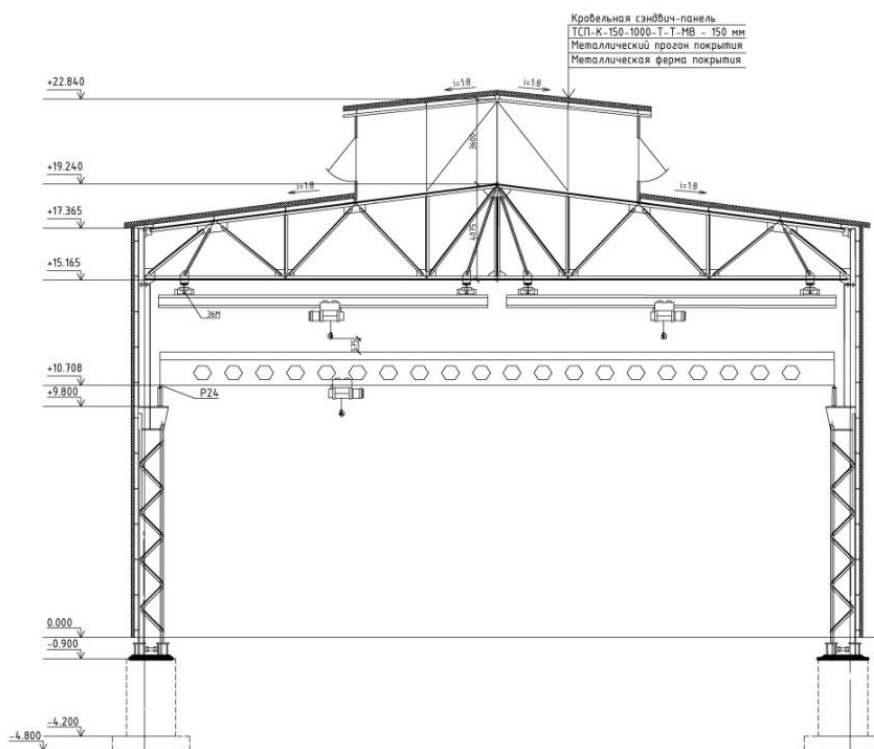 Кровельная сэндвич-панель
ТСП-К-150-1000-Т-Т-МВ - 150 мм
Металлический прогон покрытия
Металлическая ферма покрытия
+22.840
i=1:8
i=1:8
3600
+19.240
i=1:8
i=1:8
+17.365
4075
+15.165
36М
575
+10.708
Р24
+9.800
0.000
-0.900
-4.200
-4.800